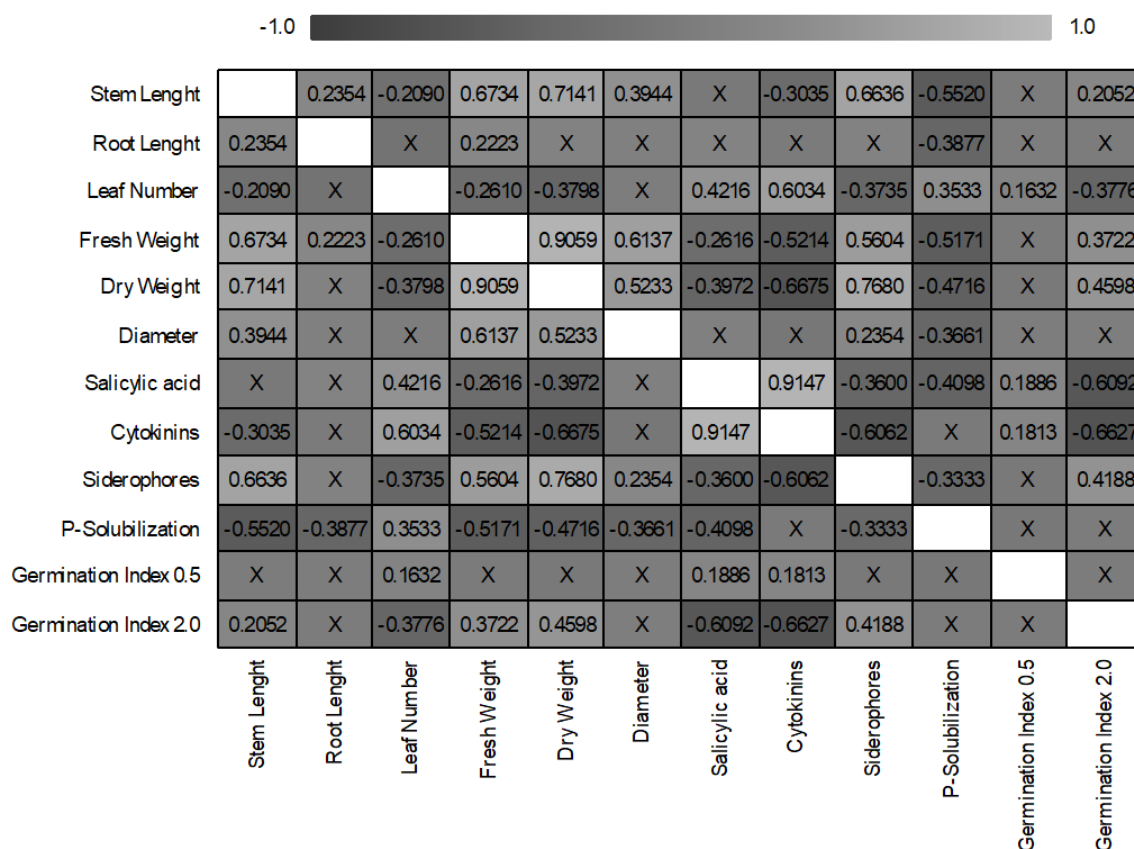 -1.0 1.0
Stem Lenght 0.2354 -0.2090 0.6734 0.7141 0.3944 X -0.3035 0.6636 -0.5520 X 0.2052
Root Lenght 0.2354 X 0.2223 X X X X X -0.3877 X X
Leaf Number -0.2090 X -0.2610 -0.3798 X 0.4216 0.6034 -0.3735 0.3533 0.1632 -0.3776
Fresh Weight 0.6734 0.2223 -0.2610 0.9059 0.6137 -0.2616 -0.5214 0.5604 -0.5171 X 0.3722
Dry Weight 0.7141 X -0.3798 0.9059 0.5233 -0.3972 -0.6675 0.7680 -0.4716 X 0.4598
Diameter 0.3944 X X 0.6137 0.5233 X X 0.2354 -0.3661 X X
Salicylic acid X X 0.4216 -0.2616 -0.3972 X 0.9147 -0.3600 -0.4098 0.1886 -0.6092
Cytokinins -0.3035 X 0.6034 -0.5214 -0.6675 X 0.9147 -0.6062 X 0.1813 -0.6627
Siderophores 0.6636 X -0.3735 0.5604 0.7680 0.2354 -0.3600 -0.6062 -0.3333 X 0.4188
P-Solubilization -0.5520 -0.3877 0.3533 -0.5171 -0.4716 -0.3661 -0.4098 X -0.3333 X X
Germination Index 0.5 X X 0.1632 X X X 0.1886 0.1813 X X X
Germination Index 2.0 0.2052 X -0.3776 0.3722 0.4598 X -0.6092 -0.6627 0.4188 X X
Stem Lenght
Root Lenght
Leaf Number
Fresh Weight
Dry Weight
Diameter
Salicylic acid
Cytokinins
Siderophores
P-Solubilization
Germination Index 0.5
Germination Index 2.0